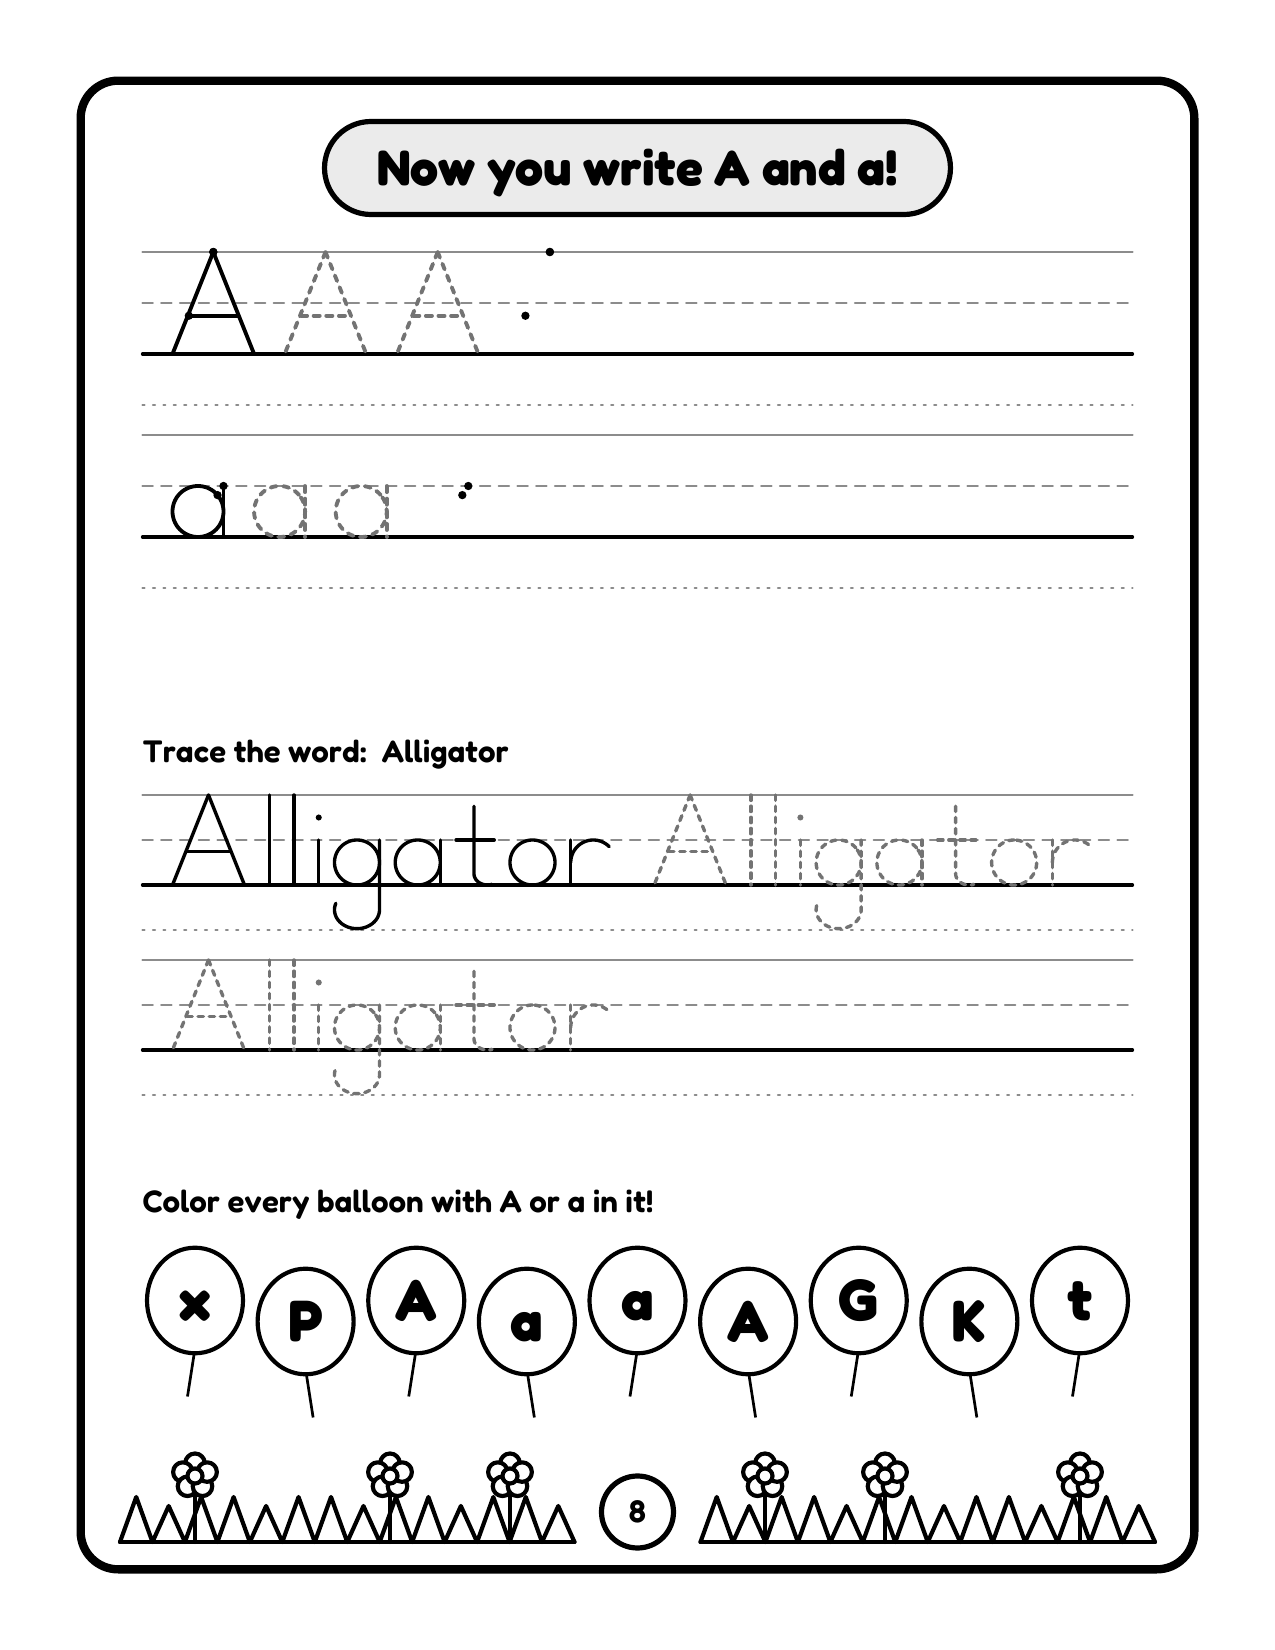 Now you write A and a!
A A A
a a a
Trace the word: Alligator
Alligator Alligator
Alligator
Color every balloon with A or a in it!
x P A a a A G K t
8